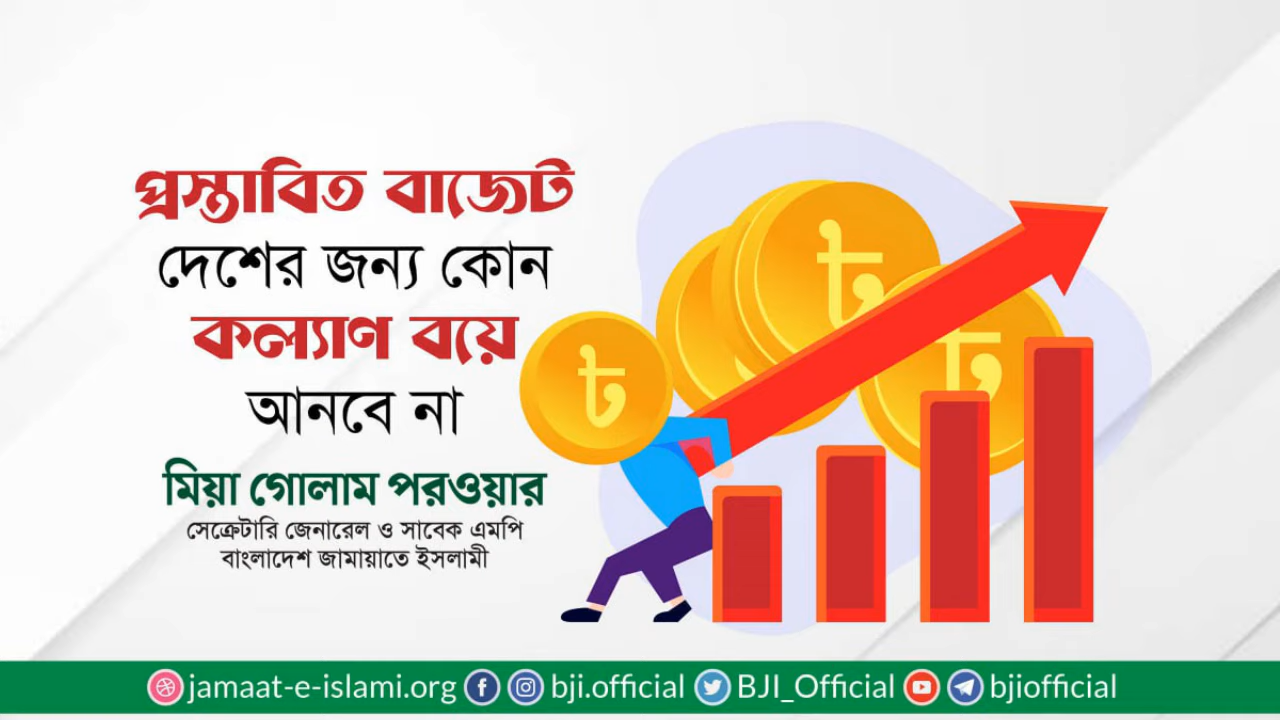 প্রস্তাবিত বাজেট
দেশের জন্য কোন
কল্যাণ বয়ে
আনবে না
মিয়া গোলাম পরওয়ার
সেক্রেটারি জেনারেল ও সাবেক এমপি
বাংলাদেশ জামায়াতে ইসলামী
৳
৳
৳
jamaat-e-islami.org bji.official BJI_Official bjiofficial